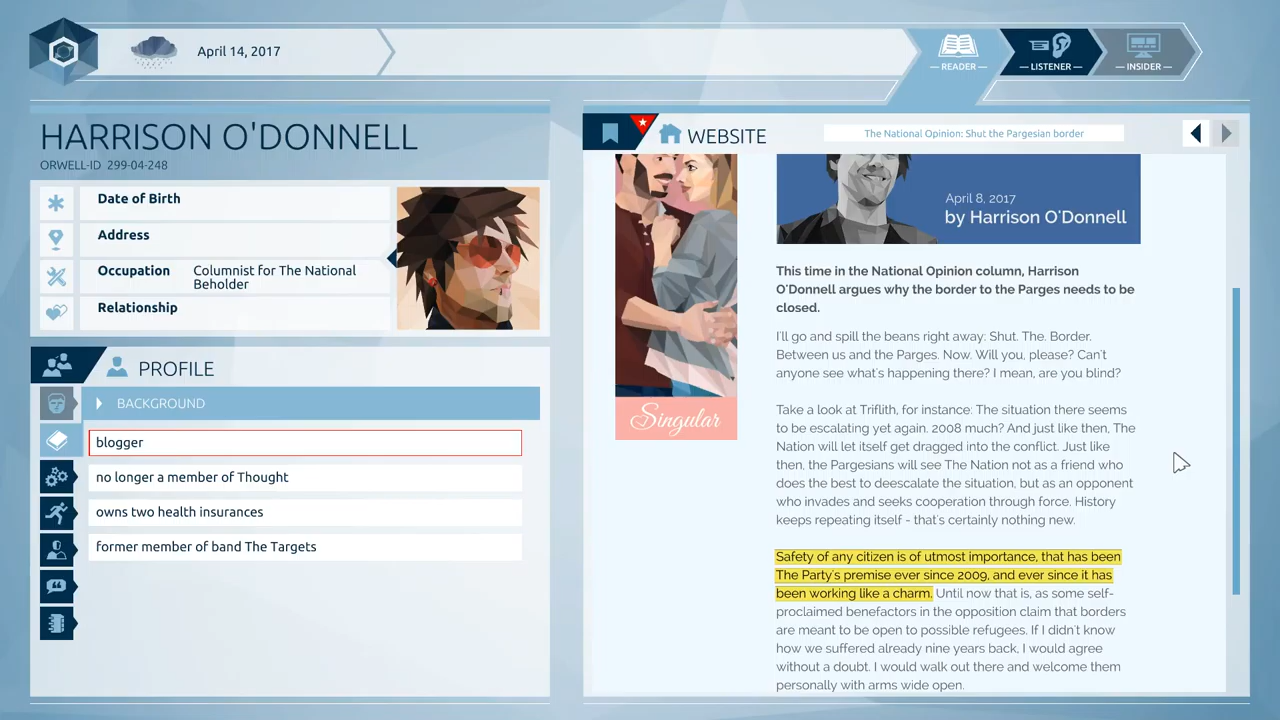 April 14, 2017
— READER —
— LISTENER —
— INSIDER —
HARRISON O'DONNELL
ORWELL-ID 299-04-248
Date of Birth
Address
Occupation Columnist for The National
Beholder
Relationship
PROFILE
BACKGROUND
blogger
no longer a member of Thought
owns two health insurances
former member of band The Targets
WEBSITE
The National Opinion: Shut the Pargesian border
Singular
April 8, 2017
by Harrison O'Donnell
This time in the National Opinion column, Harrison
O'Donnell argues why the border to the Parges needs to be
closed.
I'll go and spill the beans right away: Shut. The. Border.
Between us and the Parges. Now. Will you, please? Can't
anyone see what's happening there? I mean, are you blind?
Take a look at Triflith, for instance: The situation there seems
to be escalating yet again. 2008 much? And just like then, The
Nation will let itself get dragged into the conflict. Just like
then, the Pargesians will see The Nation not as a friend who
does the best to deescalate the situation, but as an opponent
who invades and seeks cooperation through force. History
keeps repeating itself - that's certainly nothing new.
Safety of any citizen is of utmost importance, that has been
The Party's premise ever since 2009, and ever since it has
been working like a charm. Until now that is, as some self-
proclaimed benefactors in the opposition claim that borders
are meant to be open to possible refugees. If I didn't know
how we suffered already nine years back, I would agree
without a doubt. I would walk out there and welcome them
personally with arms wide open.